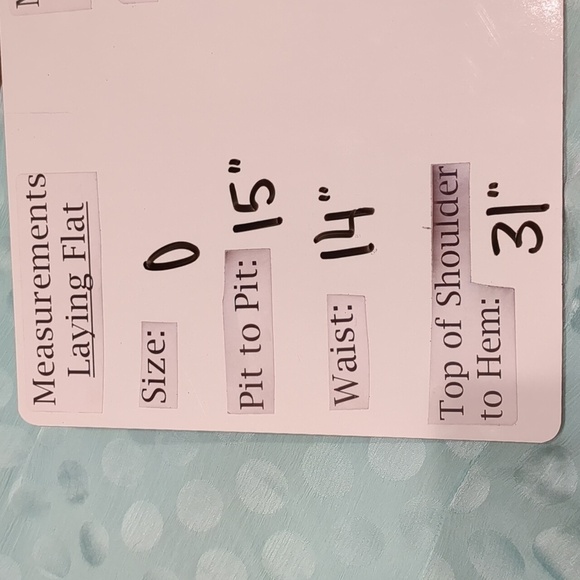 Measurements
Laying Flat
Size: 0
Pit to Pit: 15"
Waist: 14"
Top of Shoulder
to Hem: 31"